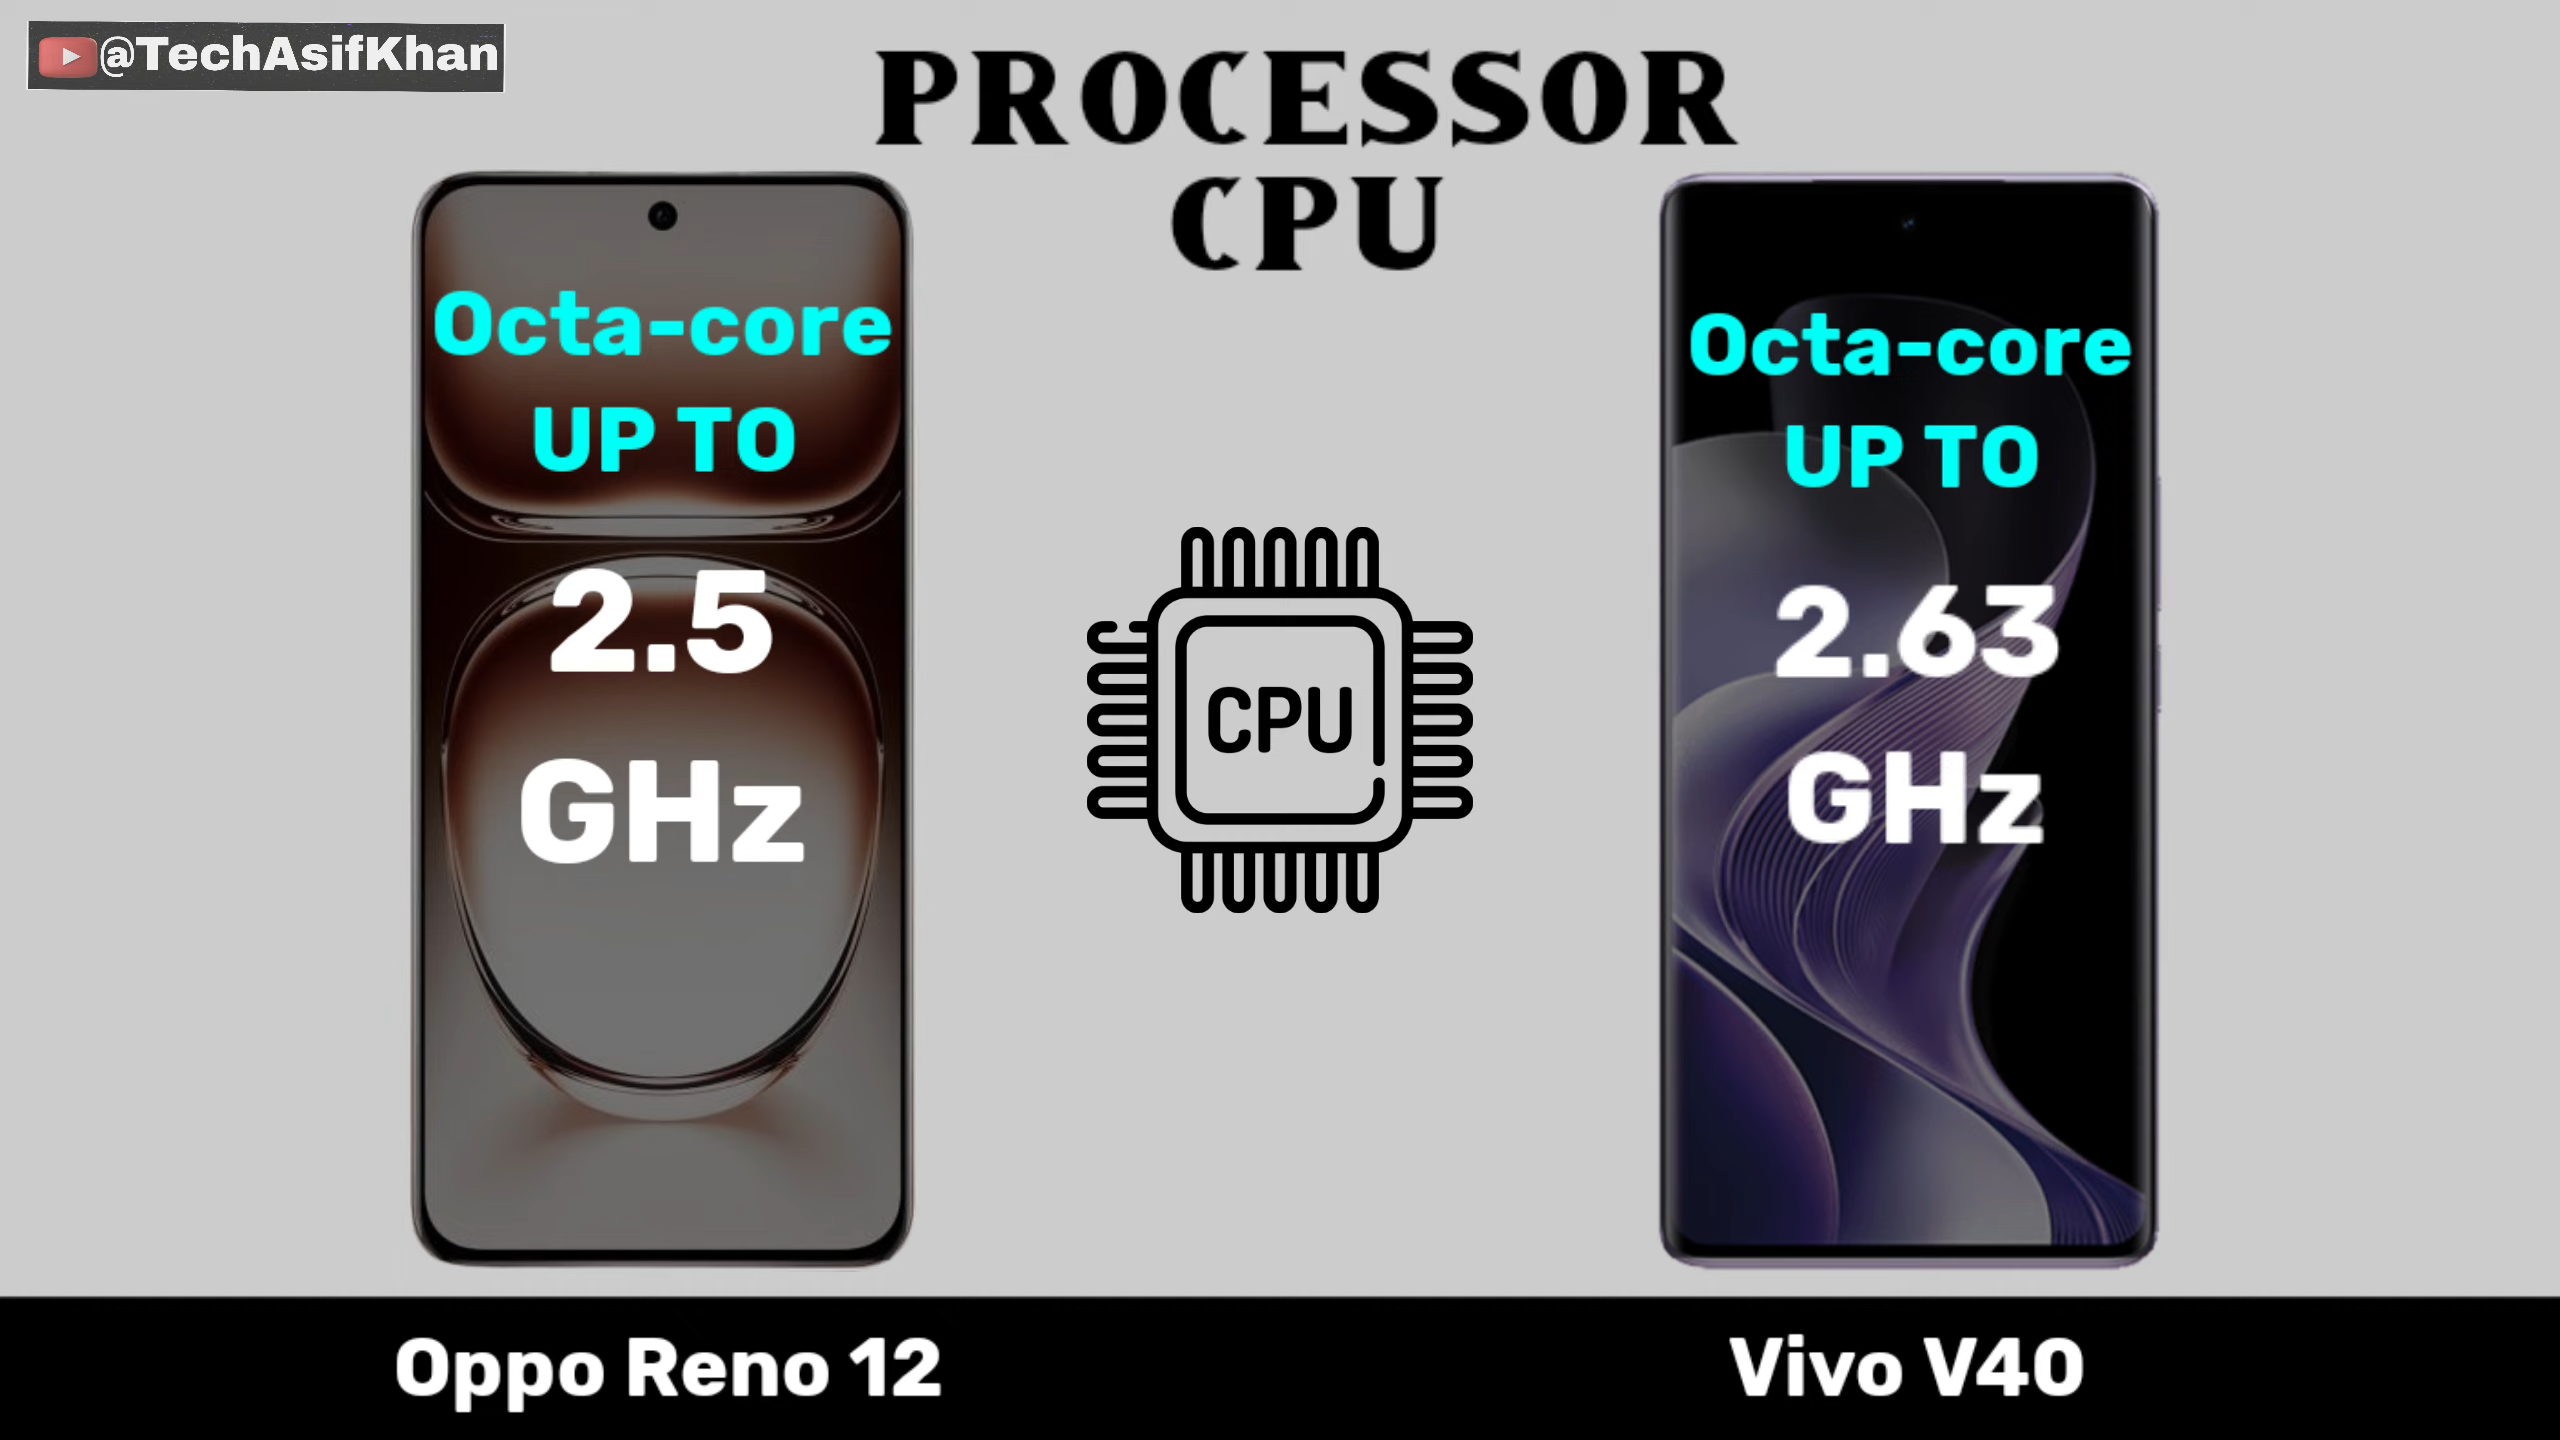 @TechAsifKhan
PROCESSOR
CPU
Octa-core
UP TO
2.5
GHz
CPU
Octa-core
UP TO
2.63
GHz
Oppo Reno 12
Vivo V40